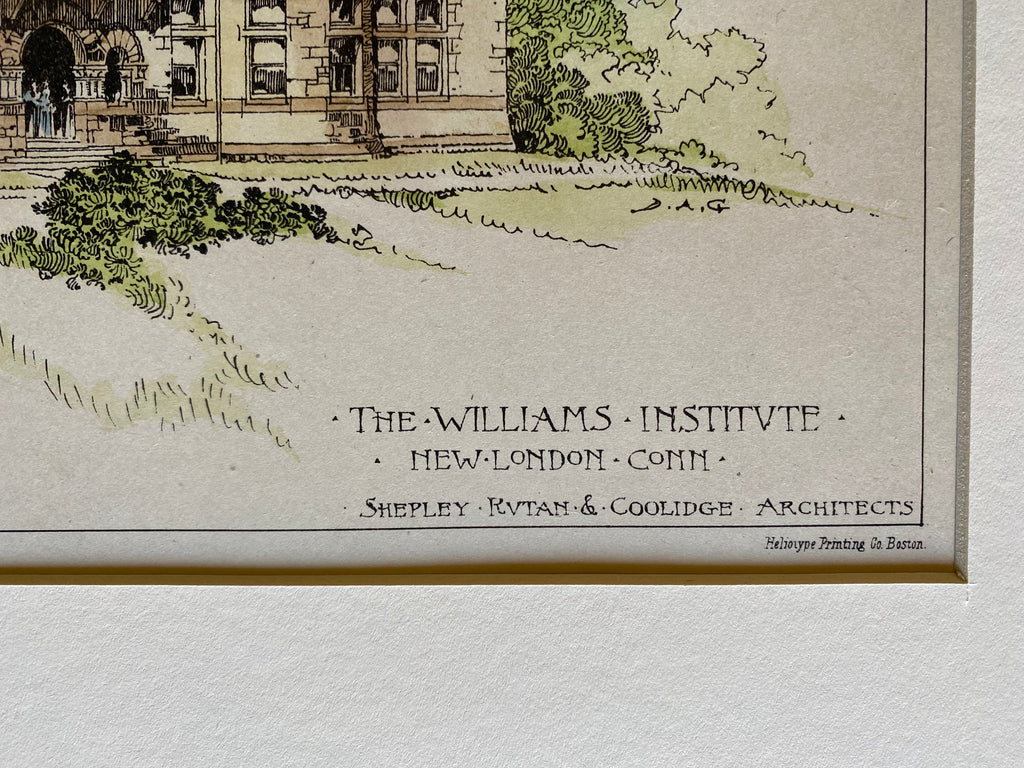 D.A.G
· THE · WILLIAMS · INSTITVTE ·
· NEW · LONDON · CONN ·
· SHEPLEY · RVTAN · & · COOLIDGE · ARCHITECTS
Heliotype Printing Co. Boston.